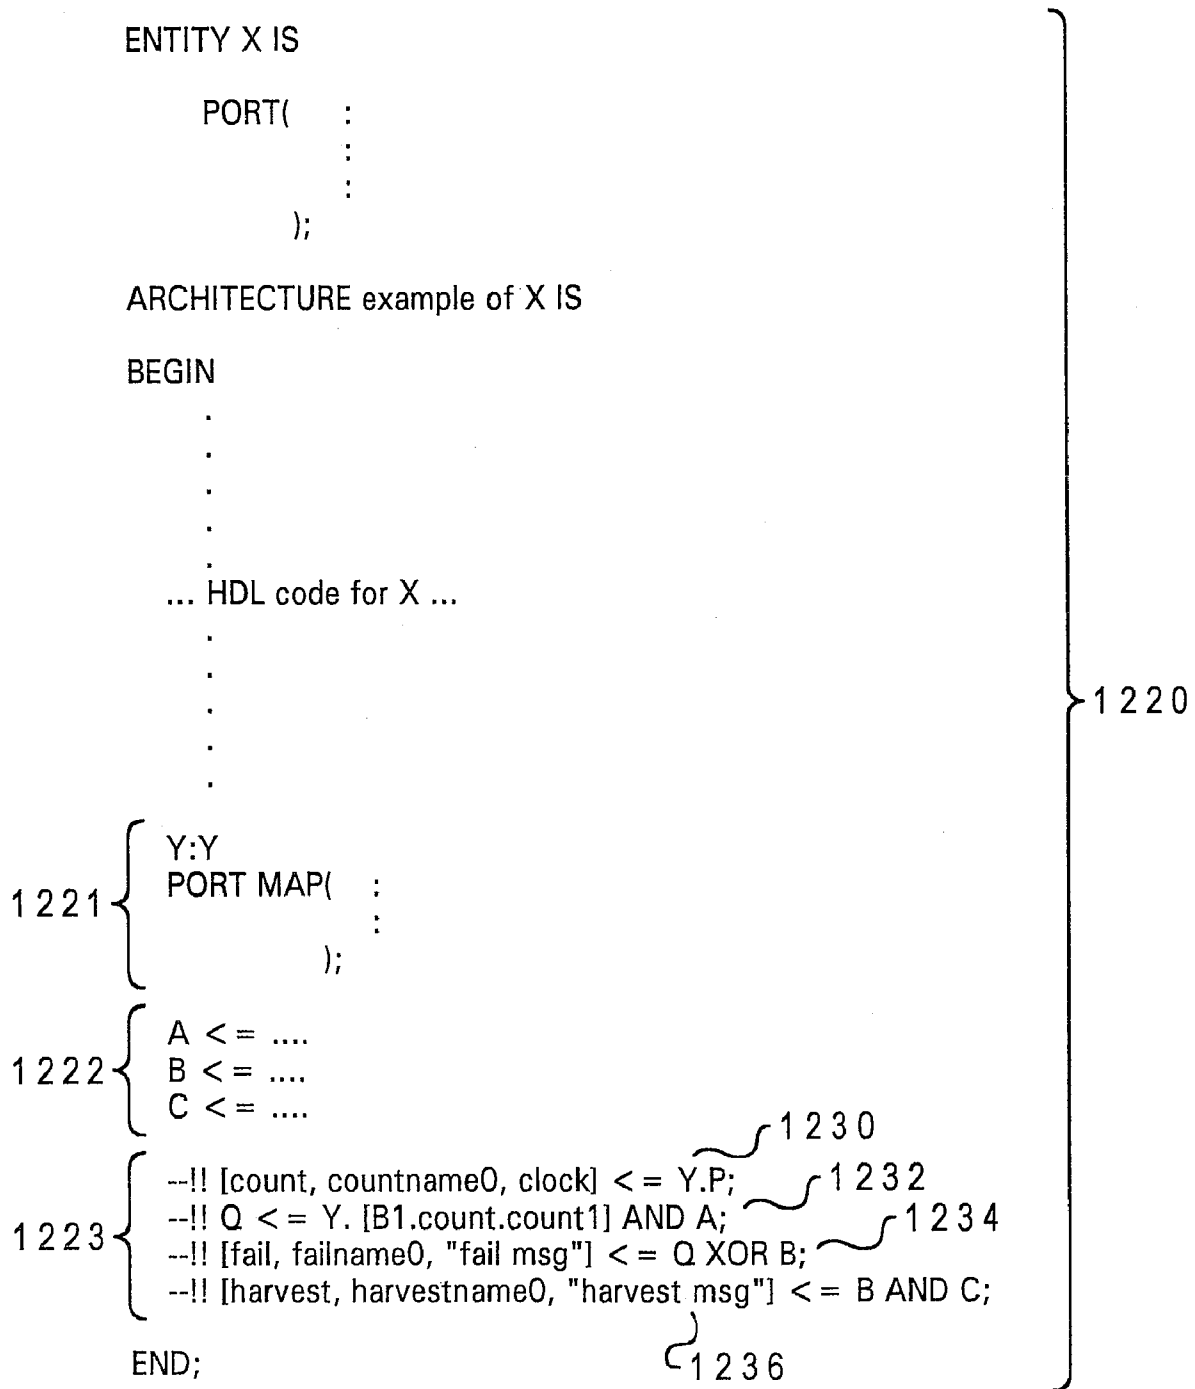 ENTITY X IS
PORT( :
:
:
);
ARCHITECTURE example of X IS
BEGIN
.
.
.
.
.
... HDL code for X ...
.
.
.
.
.
1220
Y:Y
1221 PORT MAP( :
:
);
A <= ....
1222 B <= ....
C <= ....
1230
--!! [count, countname0, clock] <= Y.P; 1232
--!! Q <= Y. [B1.count.count1] AND A; 1234
1223 --!! [fail, failname0, "fail msg"] <= Q XOR B;
--!! [harvest, harvestname0, "harvest msg"] <= B AND C;
END; 1236